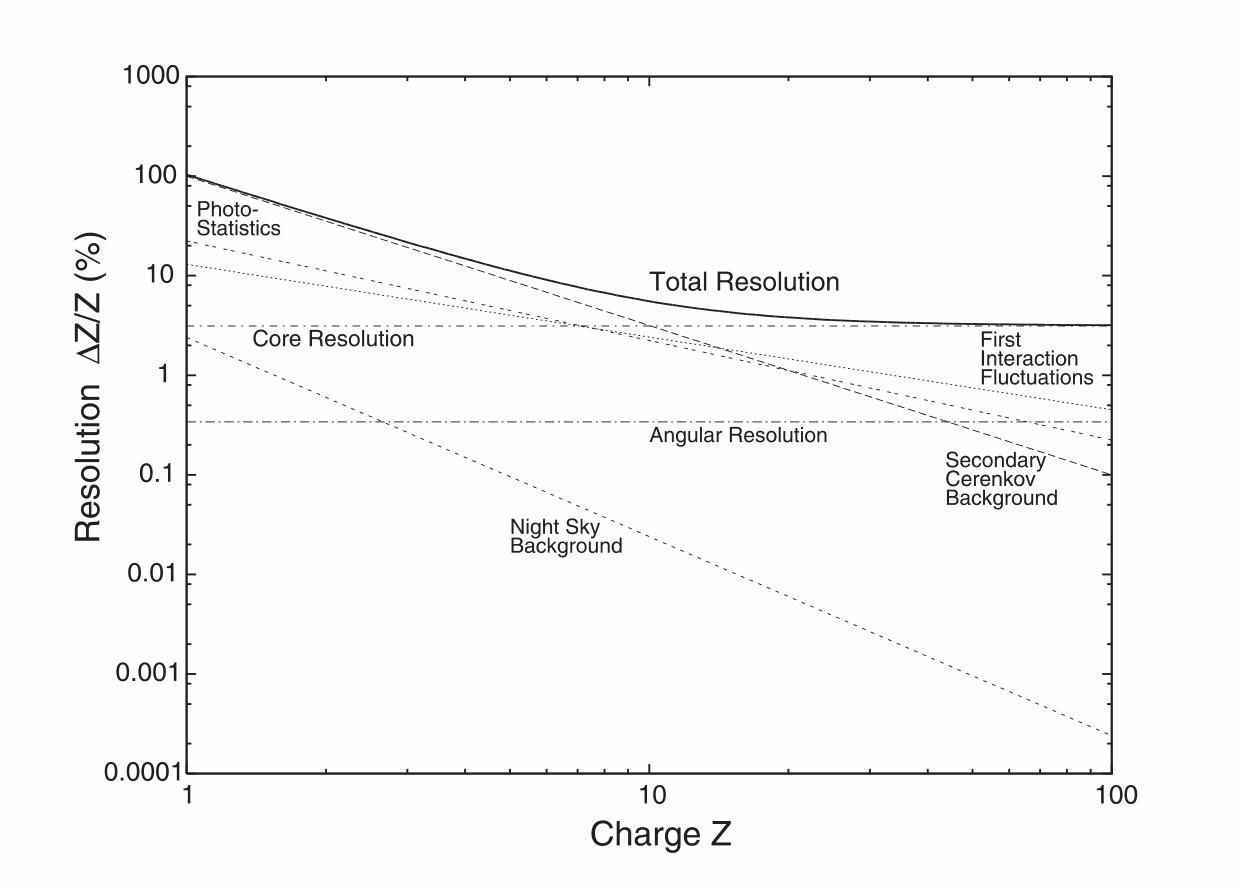 1000
100
10
1
0.1
0.01
0.001
0.0001
Resolution ΔZ/Z (%)
Photo-
Statistics
Total Resolution
Core Resolution
First
Interaction
Fluctuations
Angular Resolution
Secondary
Cerenkov
Background
Night Sky
Background
1
10
100
Charge Z